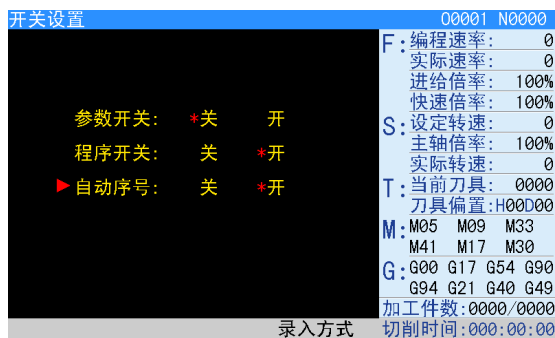 开关设置 O0001 N0000
参数开关: *关 开
程序开关: 关 *开
自动序号: 关 *开
录入方式
F: 编程速率: 0
实际速率: 0
进给倍率: 100%
快速倍率: 100%
S: 设定转速: 0
主轴倍率: 100%
实际转速: 0
T: 当前刀具: 0000
刀具偏置:H00D00
M: M05 M09 M33
M41 M17 M30
G: G00 G17 G54 G90
G94 G21 G40 G49
加工件数:0000/0000
切削时间:000:00:00